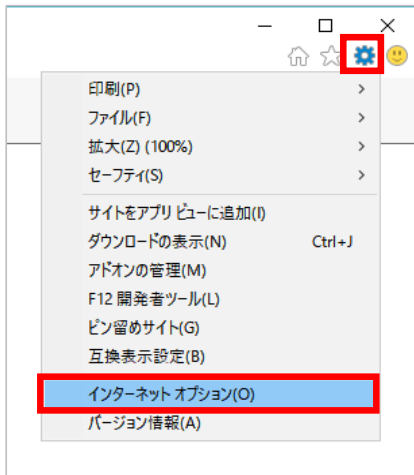 印刷(P)
ファイル(F)
拡大(Z) (100%)
セーフティ(S)
サイトをアプリ ビューに追加(I)
ダウンロードの表示(N) Ctrl+J
アドオンの管理(M)
F12 開発者ツール(L)
ピン留めサイト(G)
互換表示設定(B)
インターネット オプション(O)
バージョン情報(A)